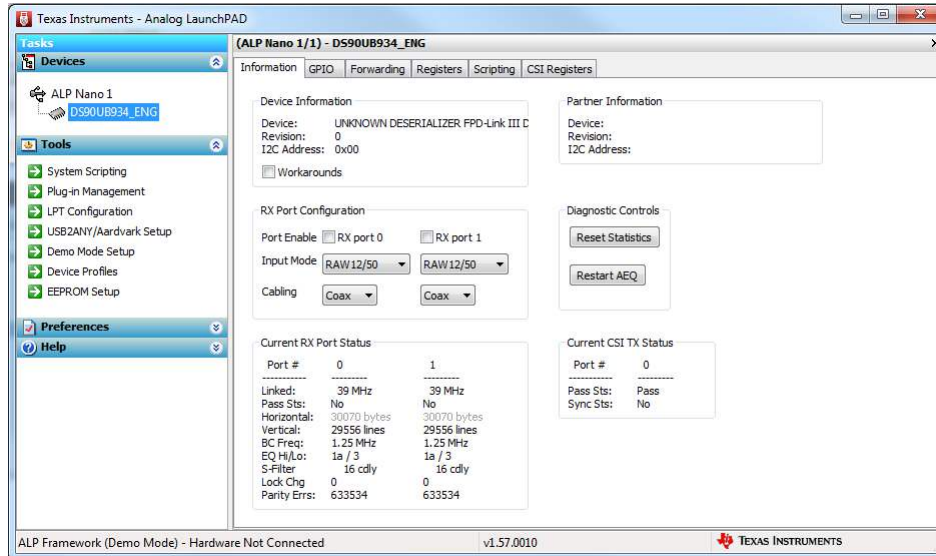 Texas Instruments - Analog LaunchPAD
Tasks
Devices
ALP Nano 1
DS90UB934_ENG
Tools
System Scripting
Plug-in Management
LPT Configuration
USB2ANY/Aardvark Setup
Demo Mode Setup
Device Profiles
EEPROM Setup
Preferences
Help
(ALP Nano 1/1) - DS90UB934_ENG
Information GPIO Forwarding Registers Scripting CSI Registers
Device Information
Device: UNKNOWN DESERIALIZER FPD-Link III D
Revision: 0
I2C Address: 0x00
Workarounds
Partner Information
Device:
Revision:
I2C Address:
RX Port Configuration
Port Enable RX port 0 RX port 1
Input Mode RAW12/50 RAW12/50
Cabling Coax Coax
Diagnostic Controls
Reset Statistics
Restart AEQ
Current RX Port Status
Port # 0 1
----------- --------- ---------
Linked: 39 MHz 39 MHz
Pass Sts: No No
Horizontal: 30070 bytes 30070 bytes
Vertical: 29556 lines 29556 lines
BC Freq: 1.25 MHz 1.25 MHz
EQ Hi/Lo: 1a / 3 1a / 3
S-Filter 16 cdly 16 cdly
Lock Chg 0 0
Parity Errs: 633534 633534
Current CSI TX Status
Port # 0
----------- ---------
Pass Sts: Pass
Sync Sts: No
ALP Framework (Demo Mode) - Hardware Not Connected v1.57.0010 TEXAS INSTRUMENTS